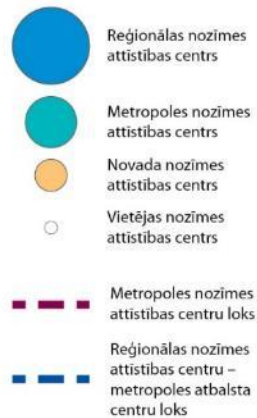 Reģionālas nozīmes
attīstības centrs
Metropoles nozīmes
attīstības centrs
Novada nozīmes
attīstības centrs
Vietējas nozīmes
attīstības centrs
Metropoles nozīmes
attīstības centru loks
Reģionālas nozīmes
attīstības centru –
metropoles atbalsta
centru loks